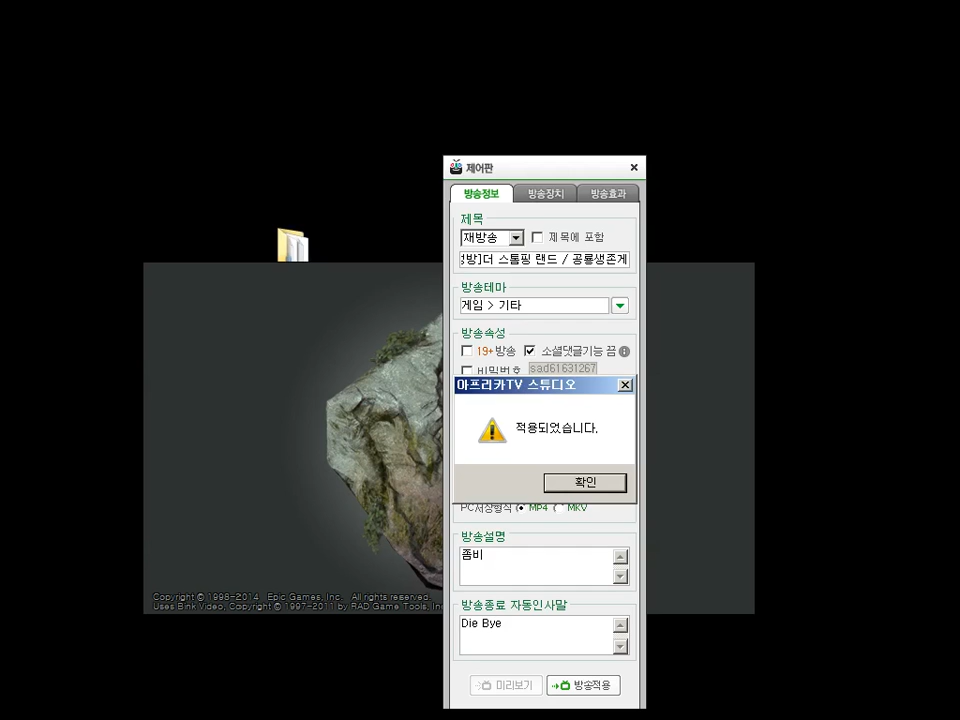 제어판
방송정보 방송장치 방송효과
제목
재방송 제목에 포함
방]더 스톰핑 랜드 / 공룡생존게
방송테마
게임 > 기타
방송속성
19+방송 소셜댓글기능 끔
비밀번호 sad61631267
아프리카TV 스튜디오
적용되었습니다.
확인
PC저장형식 MP4 MKV
방송설명
좀비
방송종료 자동인사말
Die Bye
미리보기 방송적용
Copyright © 1998-2014 Epic Games, Inc. All rights reserved.
Uses Bink Video, Copyright © 1997-2011 by RAD Game Tools, Inc